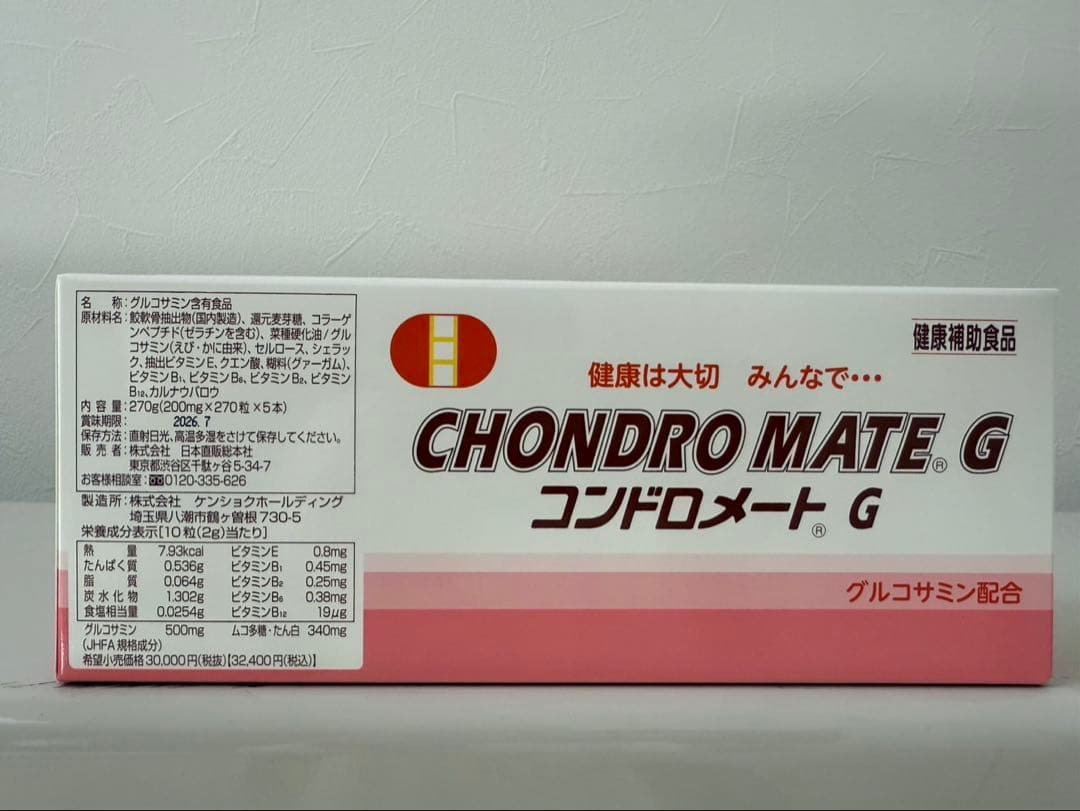 名　　称：グルコサミン含有食品
原材料名：鮫軟骨抽出物（国内製造）、還元麦芽糖、コラーゲ
ンペプチド（ゼラチンを含む）、菜種硬化油/グル
コサミン（えび・かに由来）、セルロース、シェラッ
ク、抽出ビタミンE、クエン酸、糊料（グァーガム）、
ビタミンB₁、ビタミンB₆、ビタミンB₂、ビタミン
B₁₂、カルナウバロウ
内 容 量：270g（200mg×270粒×5本）
賞味期限： 2026. 7
保存方法：直射日光、高温多湿をさけて保存してください。
販 売 者：株式会社　日本直販総本社
東京都渋谷区千駄ヶ谷5-34-7
お客様相談室：0120-335-626
製造所：株式会社　ケンショクホールディング
埼玉県八潮市鶴ヶ曽根730-5
栄養成分表示［10粒（2g）当たり］
熱　　量 7.93kcal ビタミンE 0.8mg
たんぱく質 0.536g ビタミンB₁ 0.45mg
脂　　質 0.064g ビタミンB₂ 0.25mg
炭水化物 1.302g ビタミンB₆ 0.38mg
食塩相当量 0.0254g ビタミンB₁₂ 19μg
グルコサミン 500mg ムコ多糖・たん白 340mg
（JHFA規格成分）
希望小売価格30,000円（税抜）【32,400円（税込）】
健康補助食品
健康は大切　みんなで・・・
CHONDRO MATE® G
コンドロメート® G
グルコサミン配合